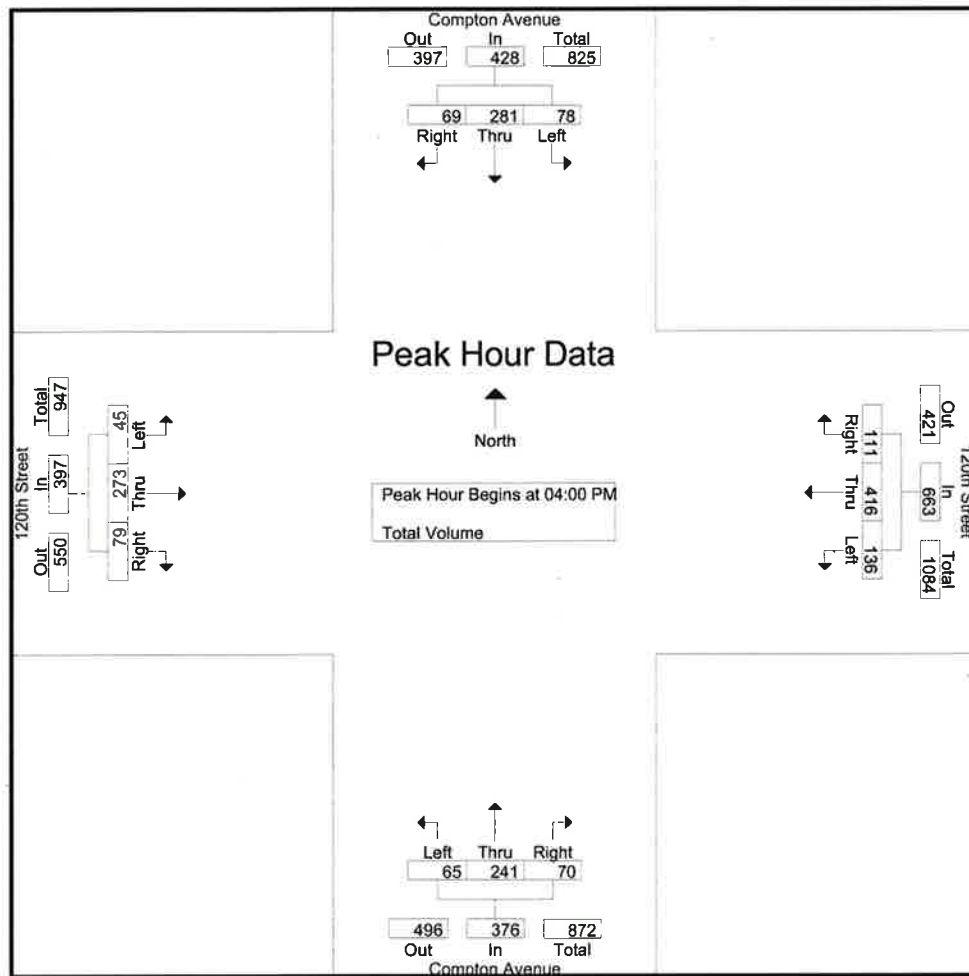 Compton Avenue
Out In Total
397 428 825
69 281 78
Right Thru Left
Peak Hour Data
North
Peak Hour Begins at 04:00 PM
Total Volume
120th Street
Total In Out
947 397 550
45 273 79
Left Thru Right
Right Thru Left
111 416 136
Out In Total
421 663 1084
120th Street
Left Thru Right
65 241 70
496 376 872
Out In Total
Compton Avenue